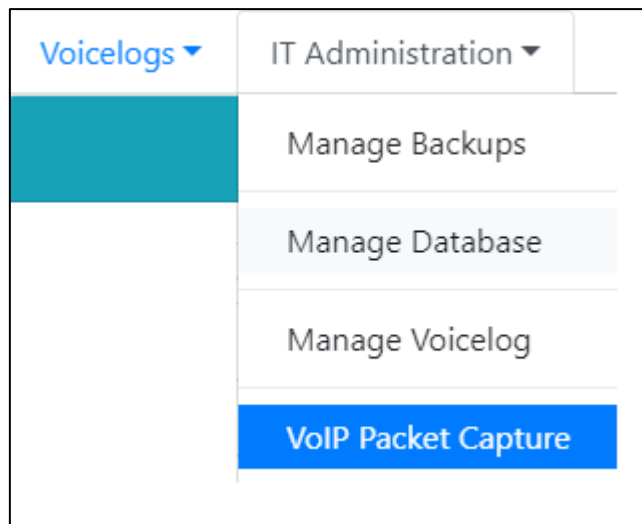 Voicelogs IT Administration
Manage Backups
Manage Database
Manage Voicelog
VoIP Packet Capture